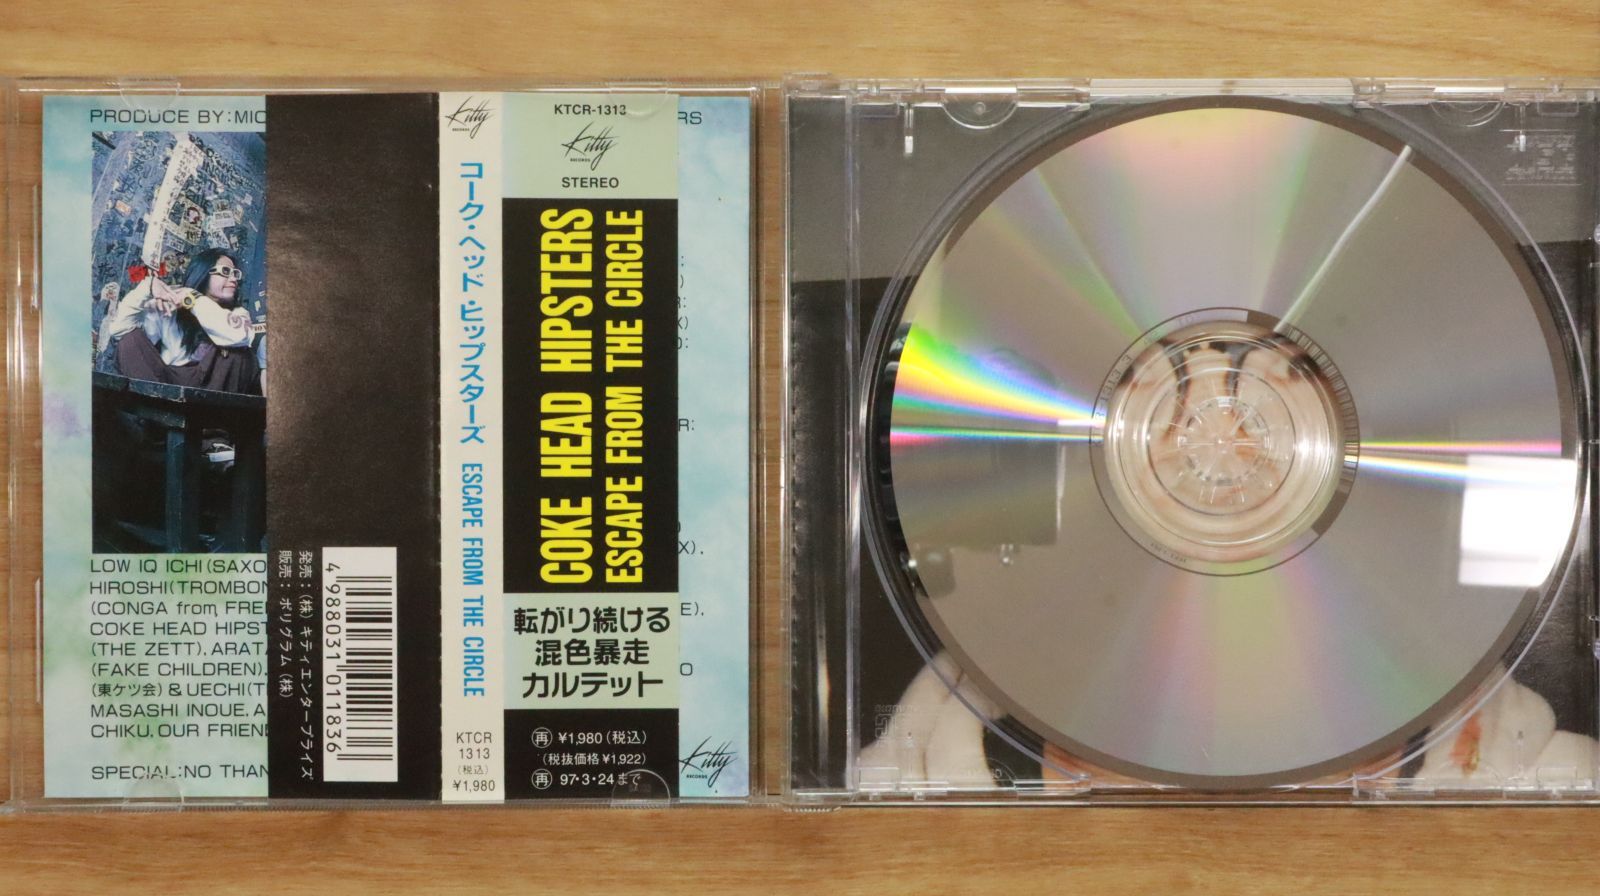 PRODUCE BY:MIC
RS
LOW IQ ICHI(SAXO
HIROSHI(TROMBON
(CONGA from FREE
COKE HEAD HIPST
(THE ZETT), ARATA
(FAKE CHILDREN),
(東ケツ会)& UECHI(T
MASASHI INOUE, A
CHIKU, OUR FRIEN
SPECIAL:NO THAN
発売:(株)キティエンタープライズ
販売:ポリグラム(株)
4 988031 011836
Kitty
RECORDS
コーク・ヘッド・ヒップスターズ ESCAPE FROM THE CIRCLE
KTCR
1313
(税込)
¥1,980
KTCR-1313
Kitty
RECORDS
STEREO
COKE HEAD HIPSTERS
ESCAPE FROM THE CIRCLE
転がり続ける
混色暴走
カルテット
再 ¥1,980(税込)
(税抜価格 ¥1,922)
再 97・3・24まで
Kitty
RECORDS